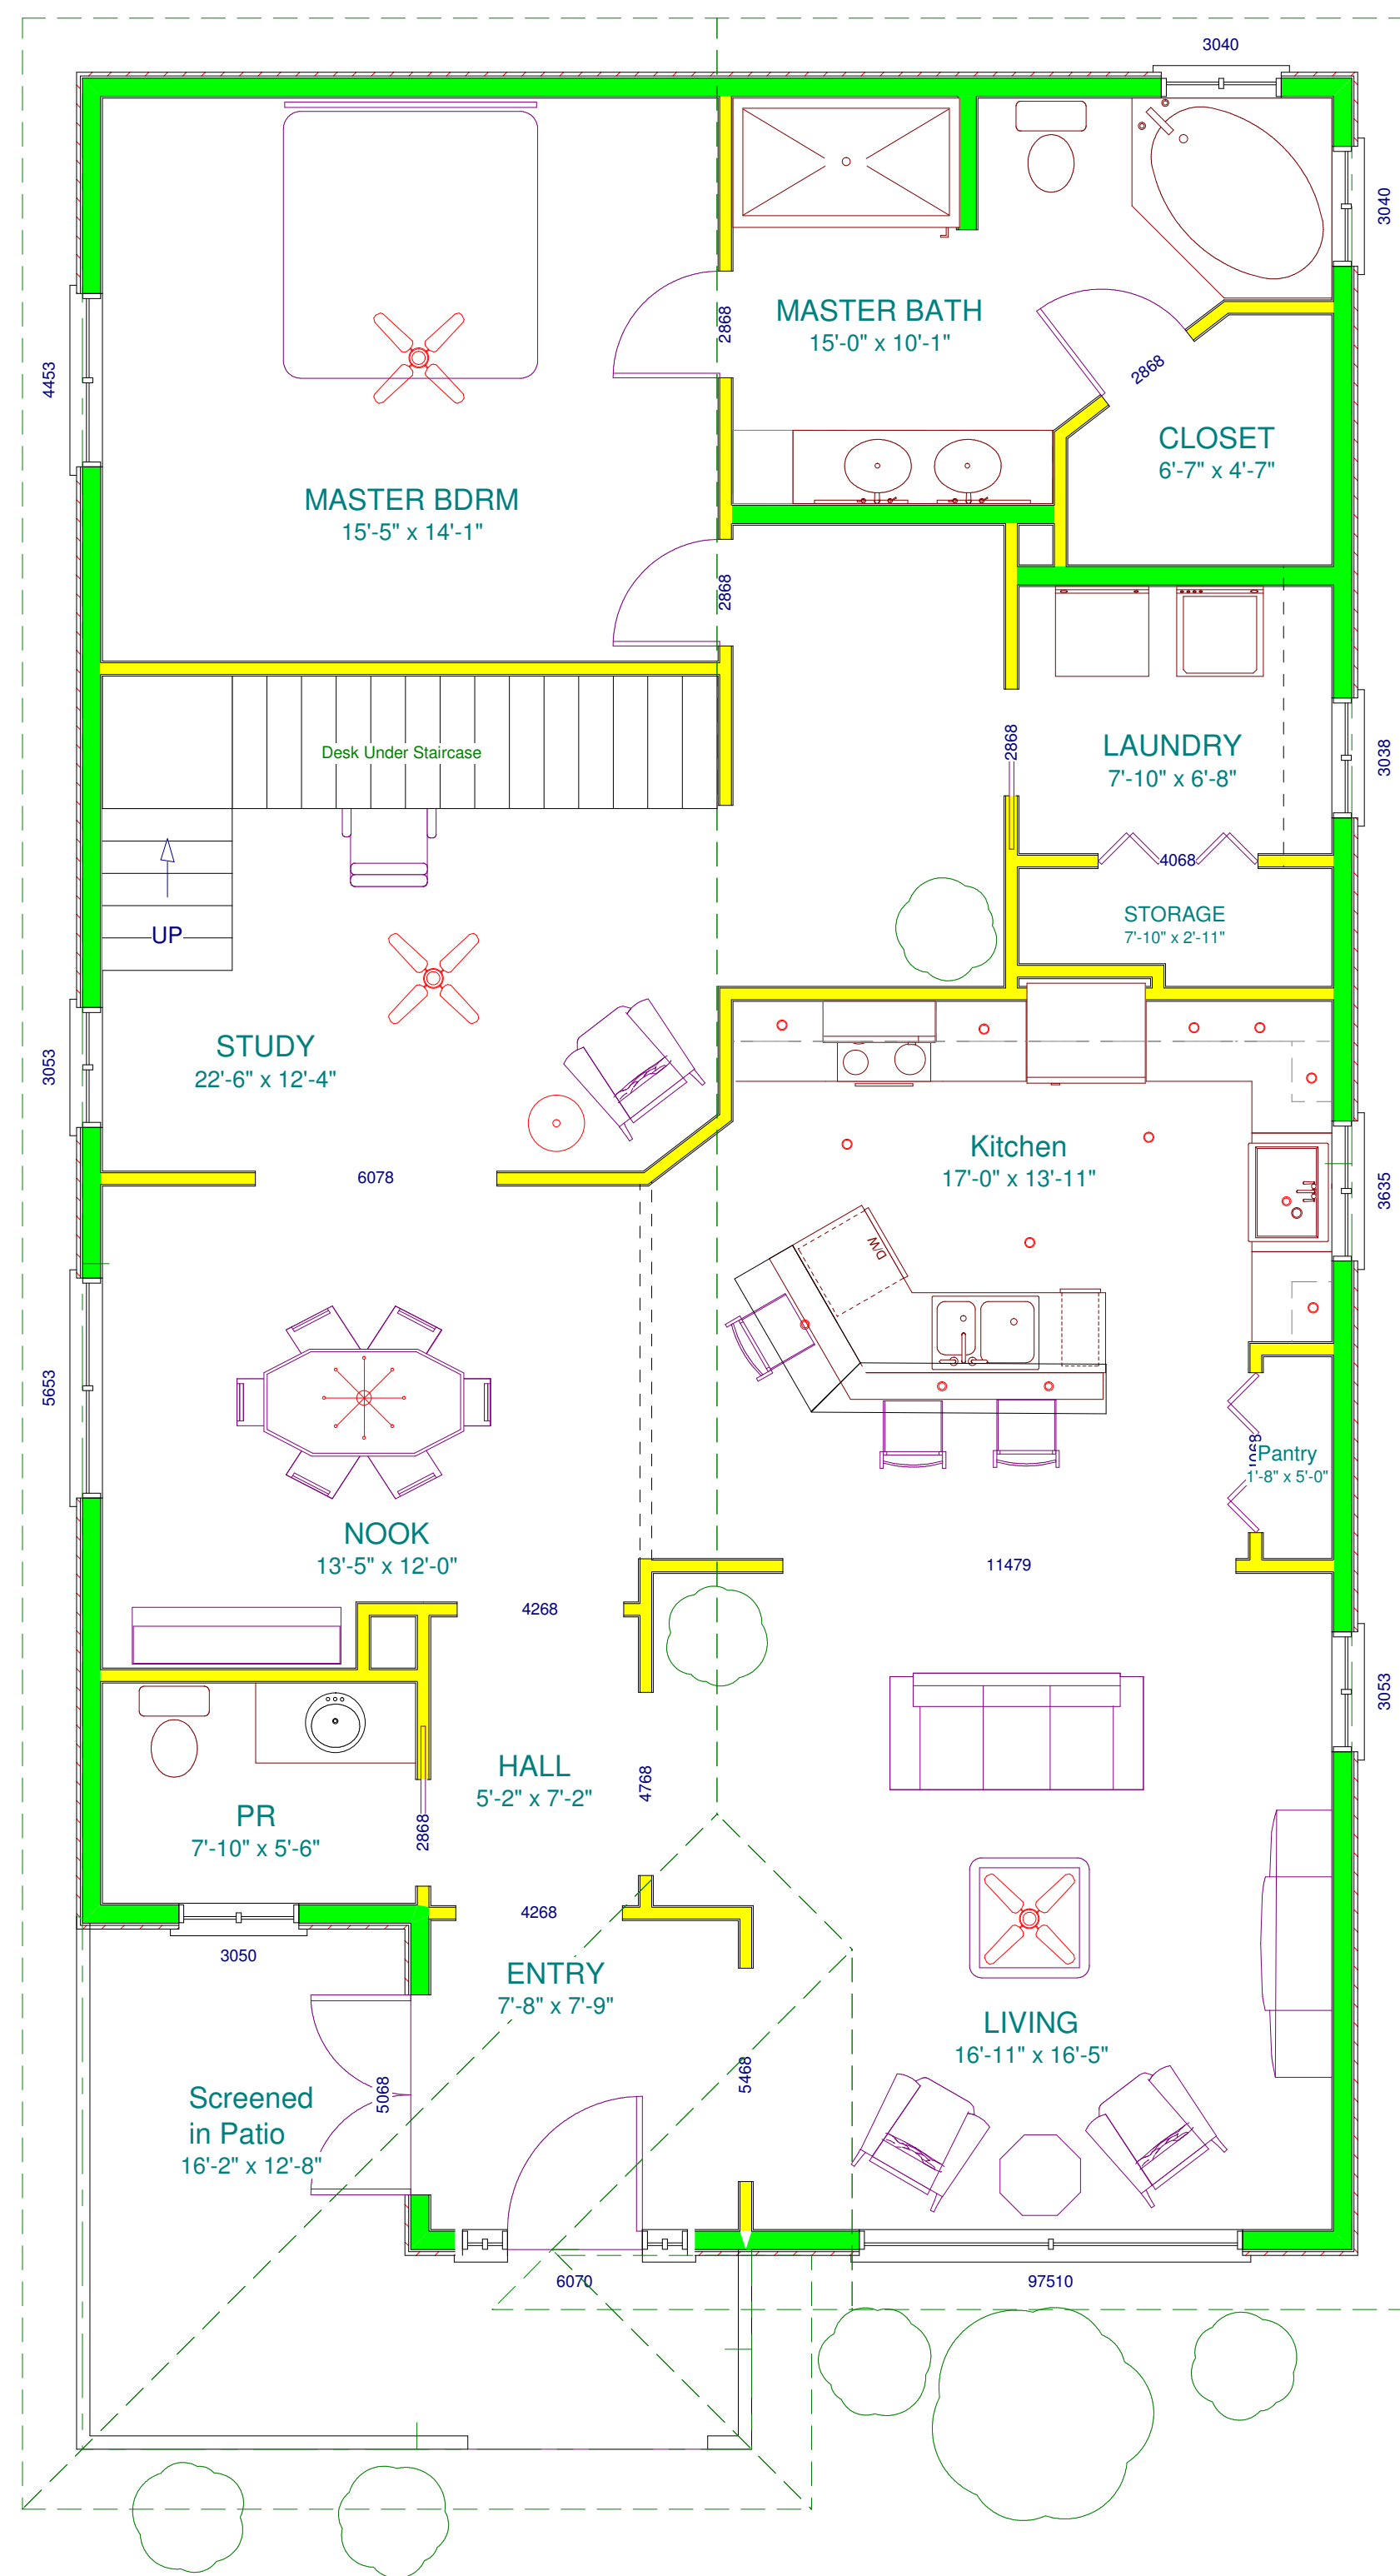 3040
3040
MASTER BATH
15'-0" x 10'-1"
2868
2868
4453
CLOSET
6'-7" x 4'-7"
MASTER BDRM
15'-5" x 14'-1"
2868
Desk Under Staircase
2868
LAUNDRY
7'-10" x 6'-8"
3038
4068
STORAGE
7'-10" x 2'-11"
UP
STUDY
22'-6" x 12'-4"
3053
Kitchen
17'-0" x 13'-11"
6078
3635
D/W
5653
Pantry
1'-8" x 5'-0"
NOOK
13'-5" x 12'-0"
11479
4268
3053
HALL
5'-2" x 7'-2"
4768
PR
7'-10" x 5'-6"
2868
4268
3050
ENTRY
7'-8" x 7'-9"
LIVING
16'-11" x 16'-5"
5468
5068
Screened
in Patio
16'-2" x 12'-8"
6070
97510